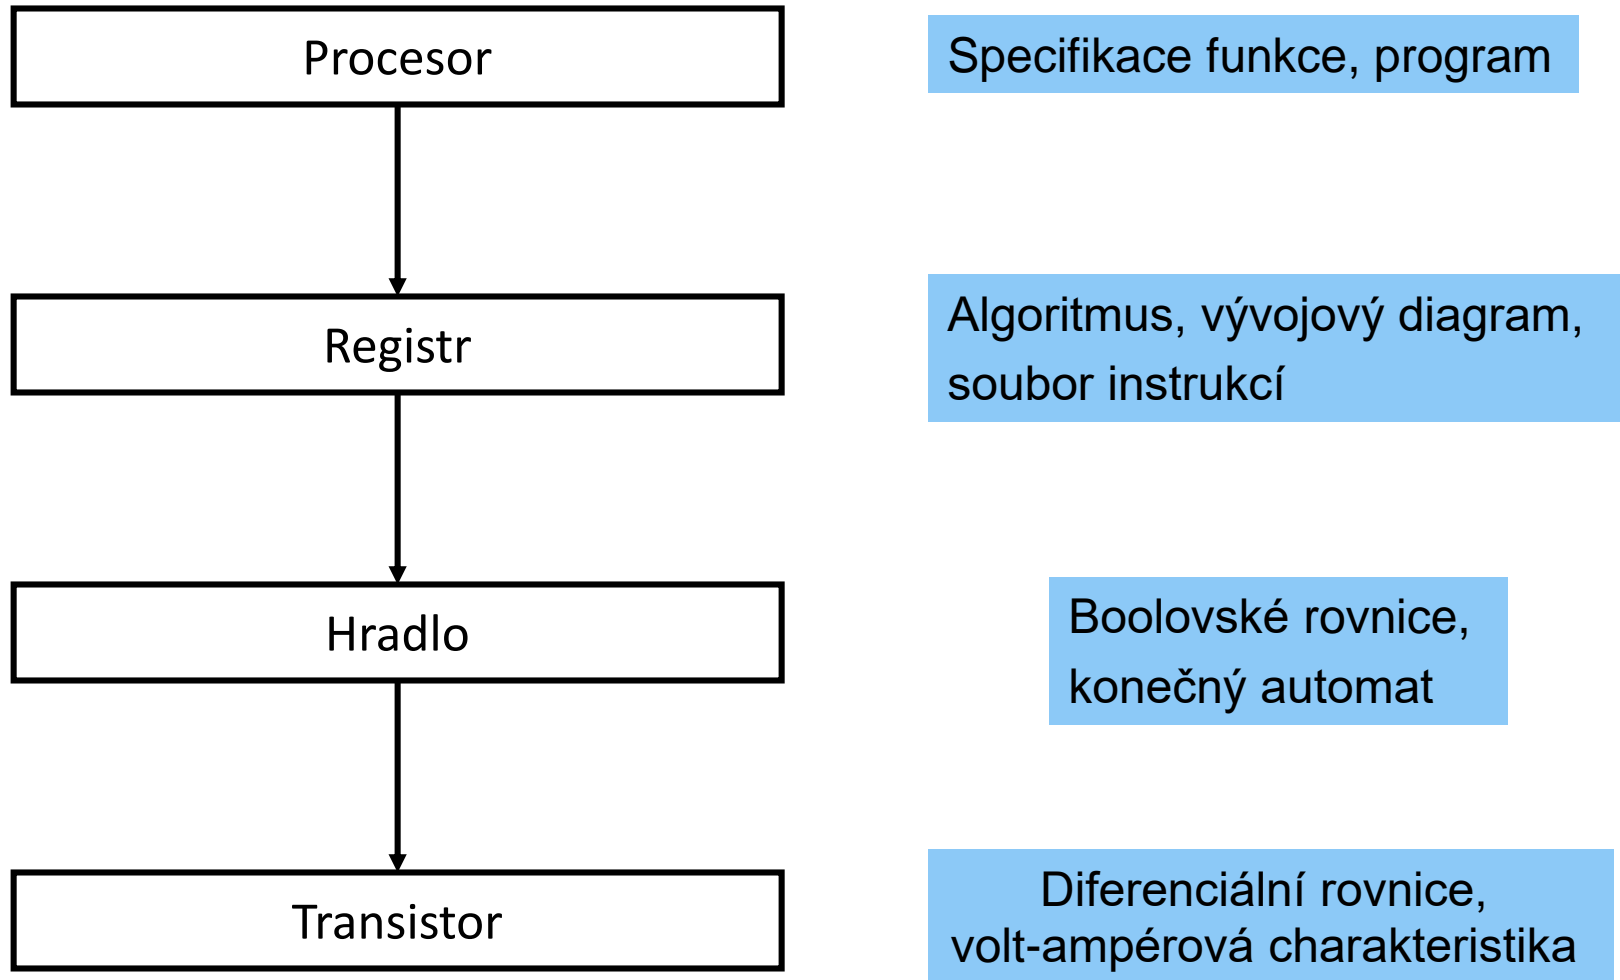 Procesor
Specifikace funkce, program
Registr
Algoritmus, vývojový diagram,
soubor instrukcí
Hradlo
Boolovské rovnice,
konečný automat
Transistor
Diferenciální rovnice,
volt-ampérová charakteristika